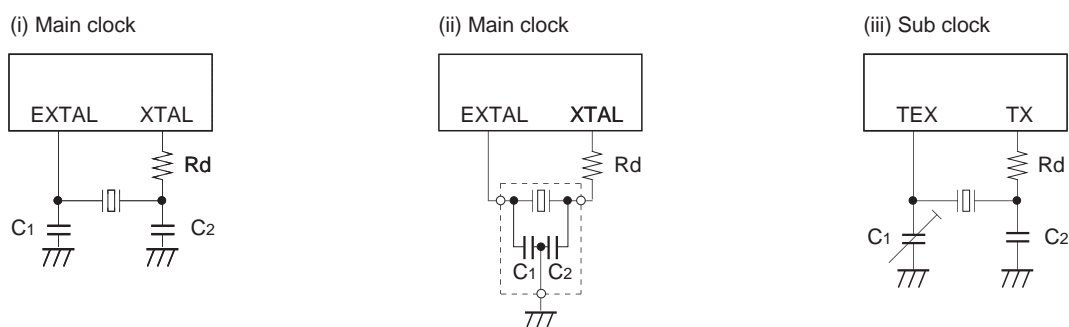 (i) Main clock
EXTAL XTAL
Rd
C1 C2
(ii) Main clock
EXTAL XTAL
Rd
C1 C2
(iii) Sub clock
TEX TX
Rd
C1 C2